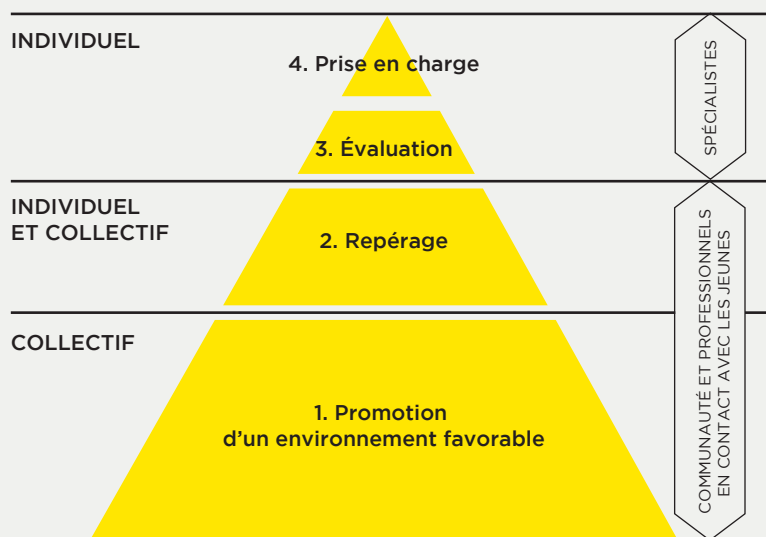 INDIVIDUEL
4. Prise en charge
3. Évaluation
SPÉCIALISTES
INDIVIDUEL
ET COLLECTIF
2. Repérage
COLLECTIF
1. Promotion
d'un environnement favorable
COMMUNAUTÉ ET PROFESSIONNELS
EN CONTACT AVEC LES JEUNES